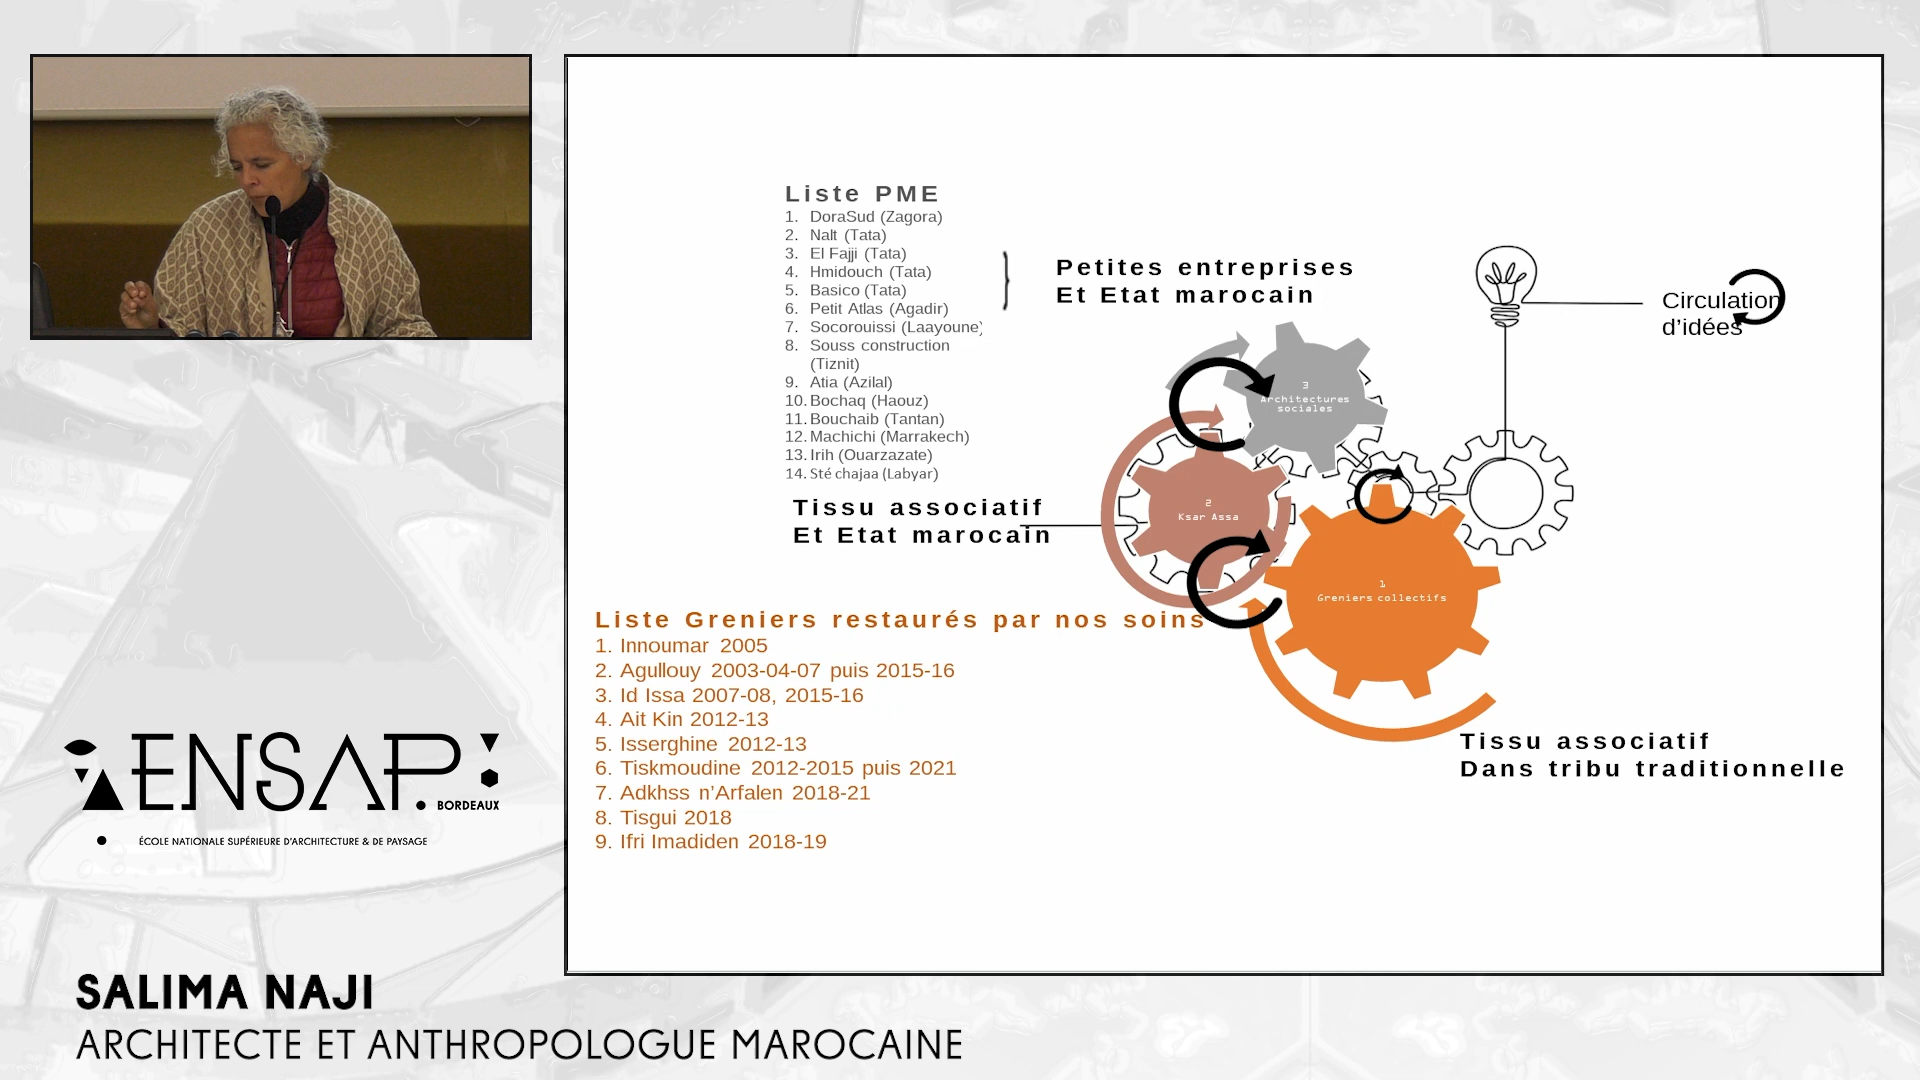 Liste PME
1. DoraSud (Zagora)
2. Nalt (Tata)
3. El Fajji (Tata)
4. Hmidouch (Tata)
5. Basico (Tata)
6. Petit Atlas (Agadir)
7. Socorouissi (Laayoune)
8. Souss construction
(Tiznit)
9. Atia (Azilal)
10. Bochaq (Haouz)
11. Bouchaib (Tantan)
12. Machichi (Marrakech)
13. Irih (Ouarzazate)
14. Sté chajaa (Labyar)
Petites entreprises
Et Etat marocain
Circulation
d'idées
3
Architectures
sociales
2
Ksar Assa
Tissu associatif
Et Etat marocain
1
Greniers collectifs
Liste Greniers restaurés par nos soins
1. Innoumar 2005
2. Agullouy 2003-04-07 puis 2015-16
3. Id Issa 2007-08, 2015-16
4. Ait Kin 2012-13
5. Isserghine 2012-13
6. Tiskmoudine 2012-2015 puis 2021
7. Adkhss n'Arfalen 2018-21
8. Tisgui 2018
9. Ifri Imadiden 2018-19
Tissu associatif
Dans tribu traditionnelle
ENSAP
BORDEAUX
ÉCOLE NATIONALE SUPÉRIEURE D'ARCHITECTURE & DE PAYSAGE
SALIMA NAJI
ARCHITECTE ET ANTHROPOLOGUE MAROCAINE